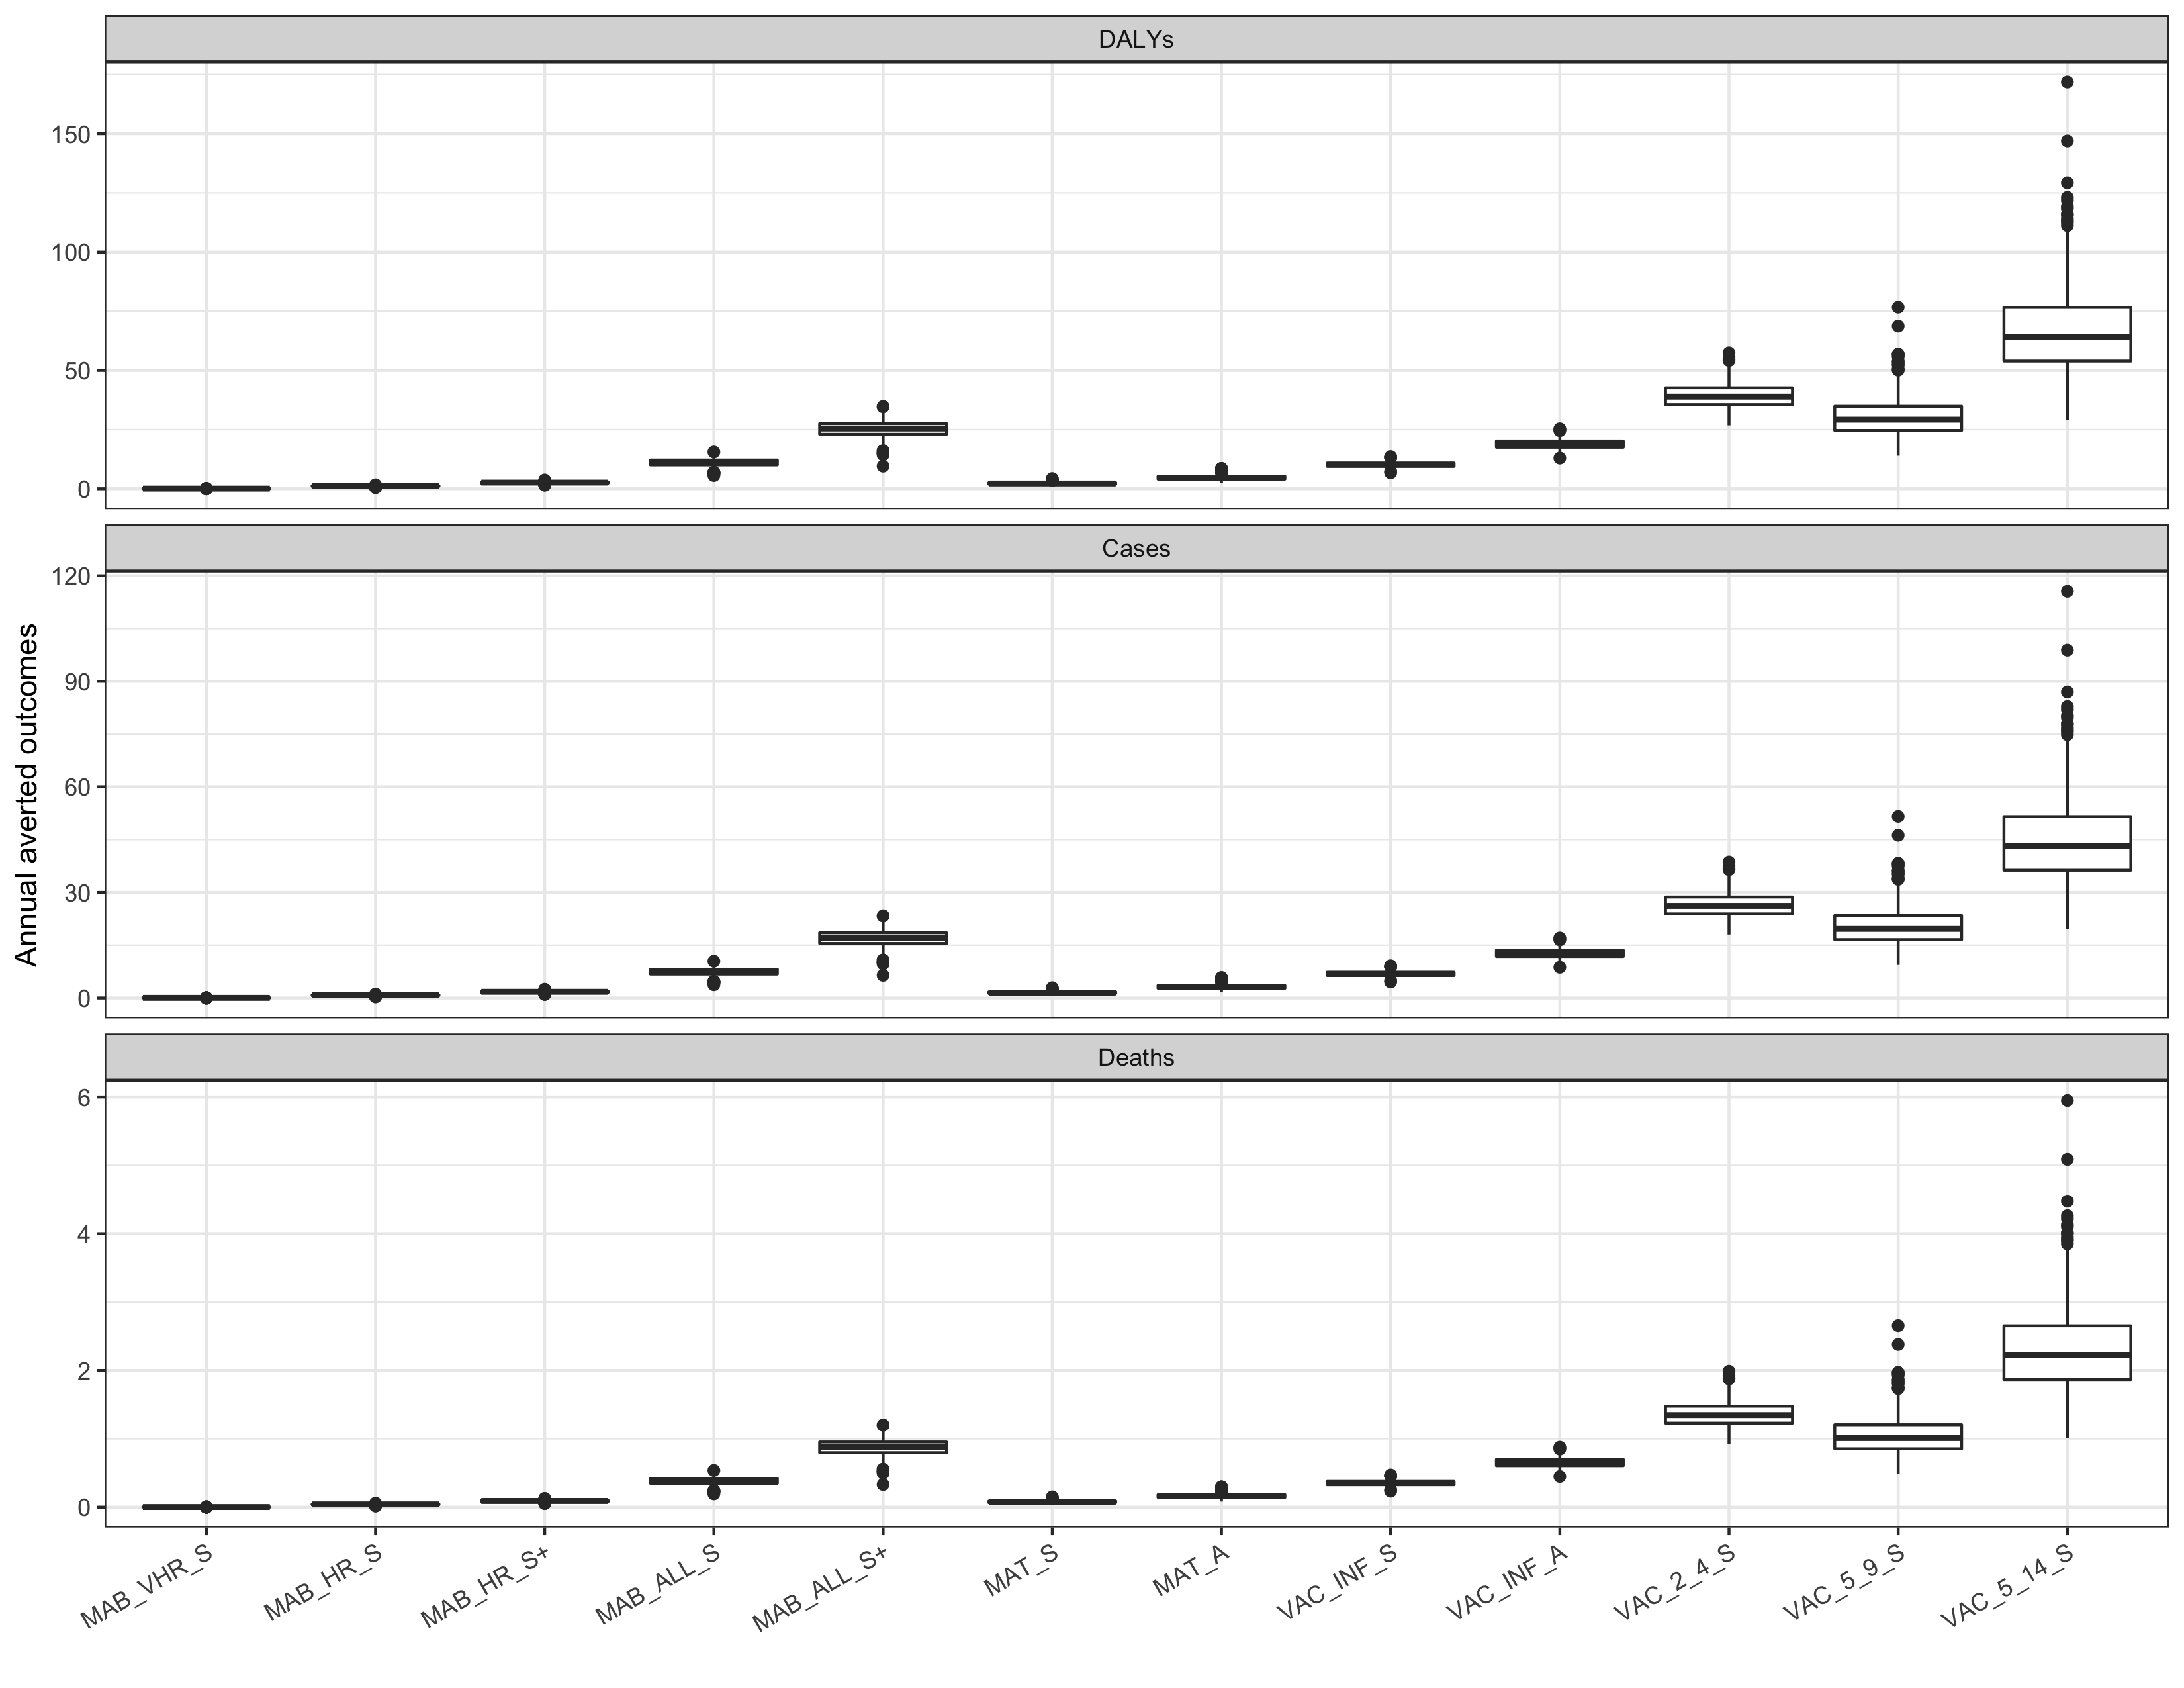 DALYs
150
100
50
0
Cases
120
90
60
30
0
Deaths
6
4
2
0
Annual averted outcomes
MAB_VHR_S
MAB_HR_S
MAB_HR_S+
MAB_ALL_S
MAB_ALL_S+
MAT_S
MAT_A
VAC_INF_S
VAC_INF_A
VAC_2_4_S
VAC_5_9_S
VAC_5_14_S